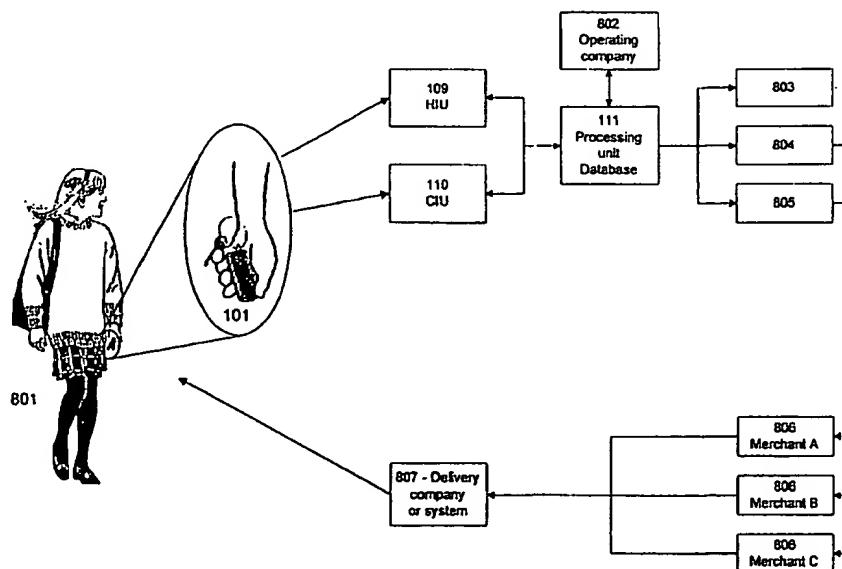 802
Operating
company
109
RIU
803
111
Processing
unit
Database
804
110
CIU
805
101
801
806
Merchant A
807 - Delivery
company
or system
806
Merchant B
806
Merchant C